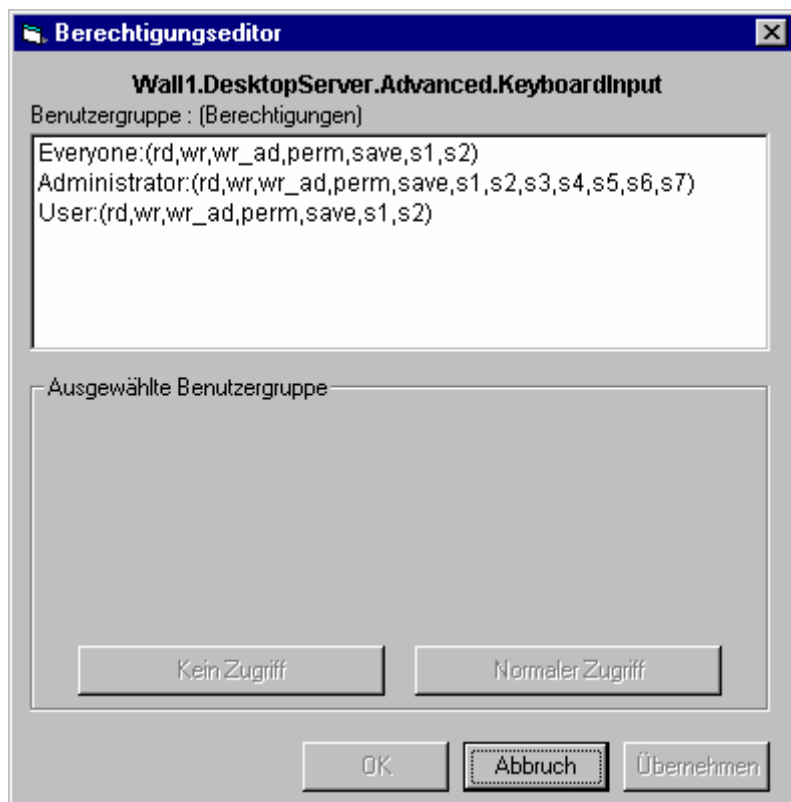 Berechtigungseditor
Wall1.DesktopServer.Advanced.KeyboardInput
Benutzergruppe : (Berechtigungen)
Everyone:(rd,wr,wr_ad,perm,save,s1,s2)
Administrator:(rd,wr,wr_ad,perm,save,s1,s2,s3,s4,s5,s6,s7)
User:(rd,wr,wr_ad,perm,save,s1,s2)
Ausgewählte Benutzergruppe
Kein Zugriff Normaler Zugriff
OK Abbruch Übernehmen